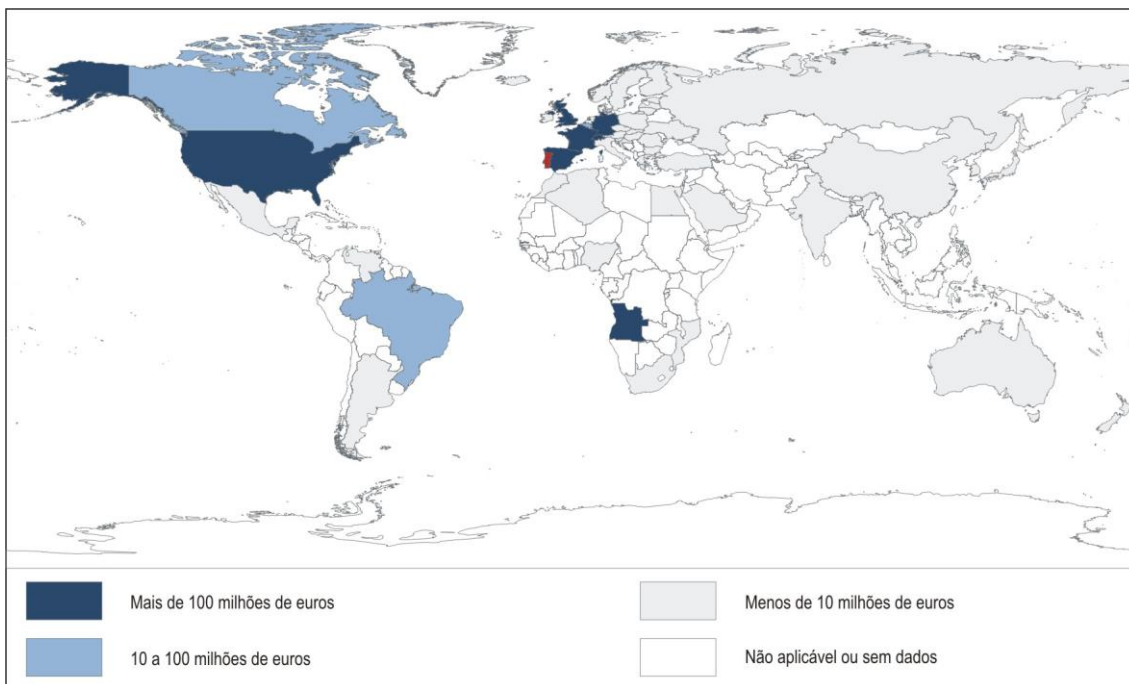 Mais de 100 milhões de euros
Menos de 10 milhões de euros
10 a 100 milhões de euros
Não aplicável ou sem dados